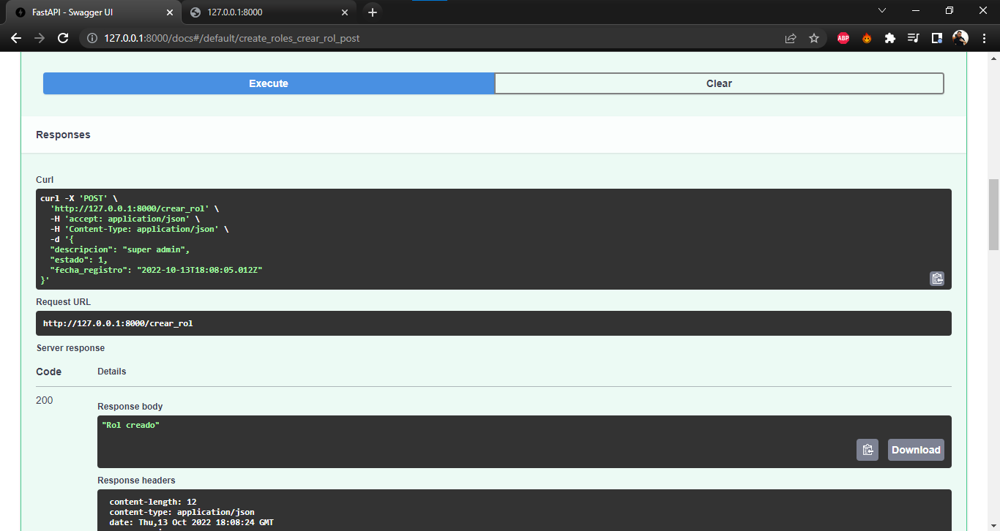 FastAPI - Swagger UI
127.0.0.1:8000
127.0.0.1:8000/docs#/default/create_roles_crear_rol_post
ABP
Execute
Clear
Responses
Curl
curl -X 'POST' \
'http://127.0.0.1:8000/crear_rol' \
-H 'accept: application/json' \
-H 'Content-Type: application/json' \
-d '{
"descripcion": "super admin",
"estado": 1,
"fecha_registro": "2022-10-13T18:08:05.012Z"
}'
Request URL
http://127.0.0.1:8000/crear_rol
Server response
Code Details
200
Response body
"Rol creado"
Download
Response headers
content-length: 12
content-type: application/json
date: Thu,13 Oct 2022 18:08:24 GMT